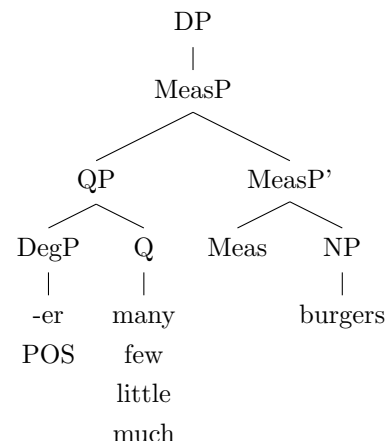 DP
MeasP
QP MeasP'
DegP Q Meas NP
-er many burgers
POS few
little
much